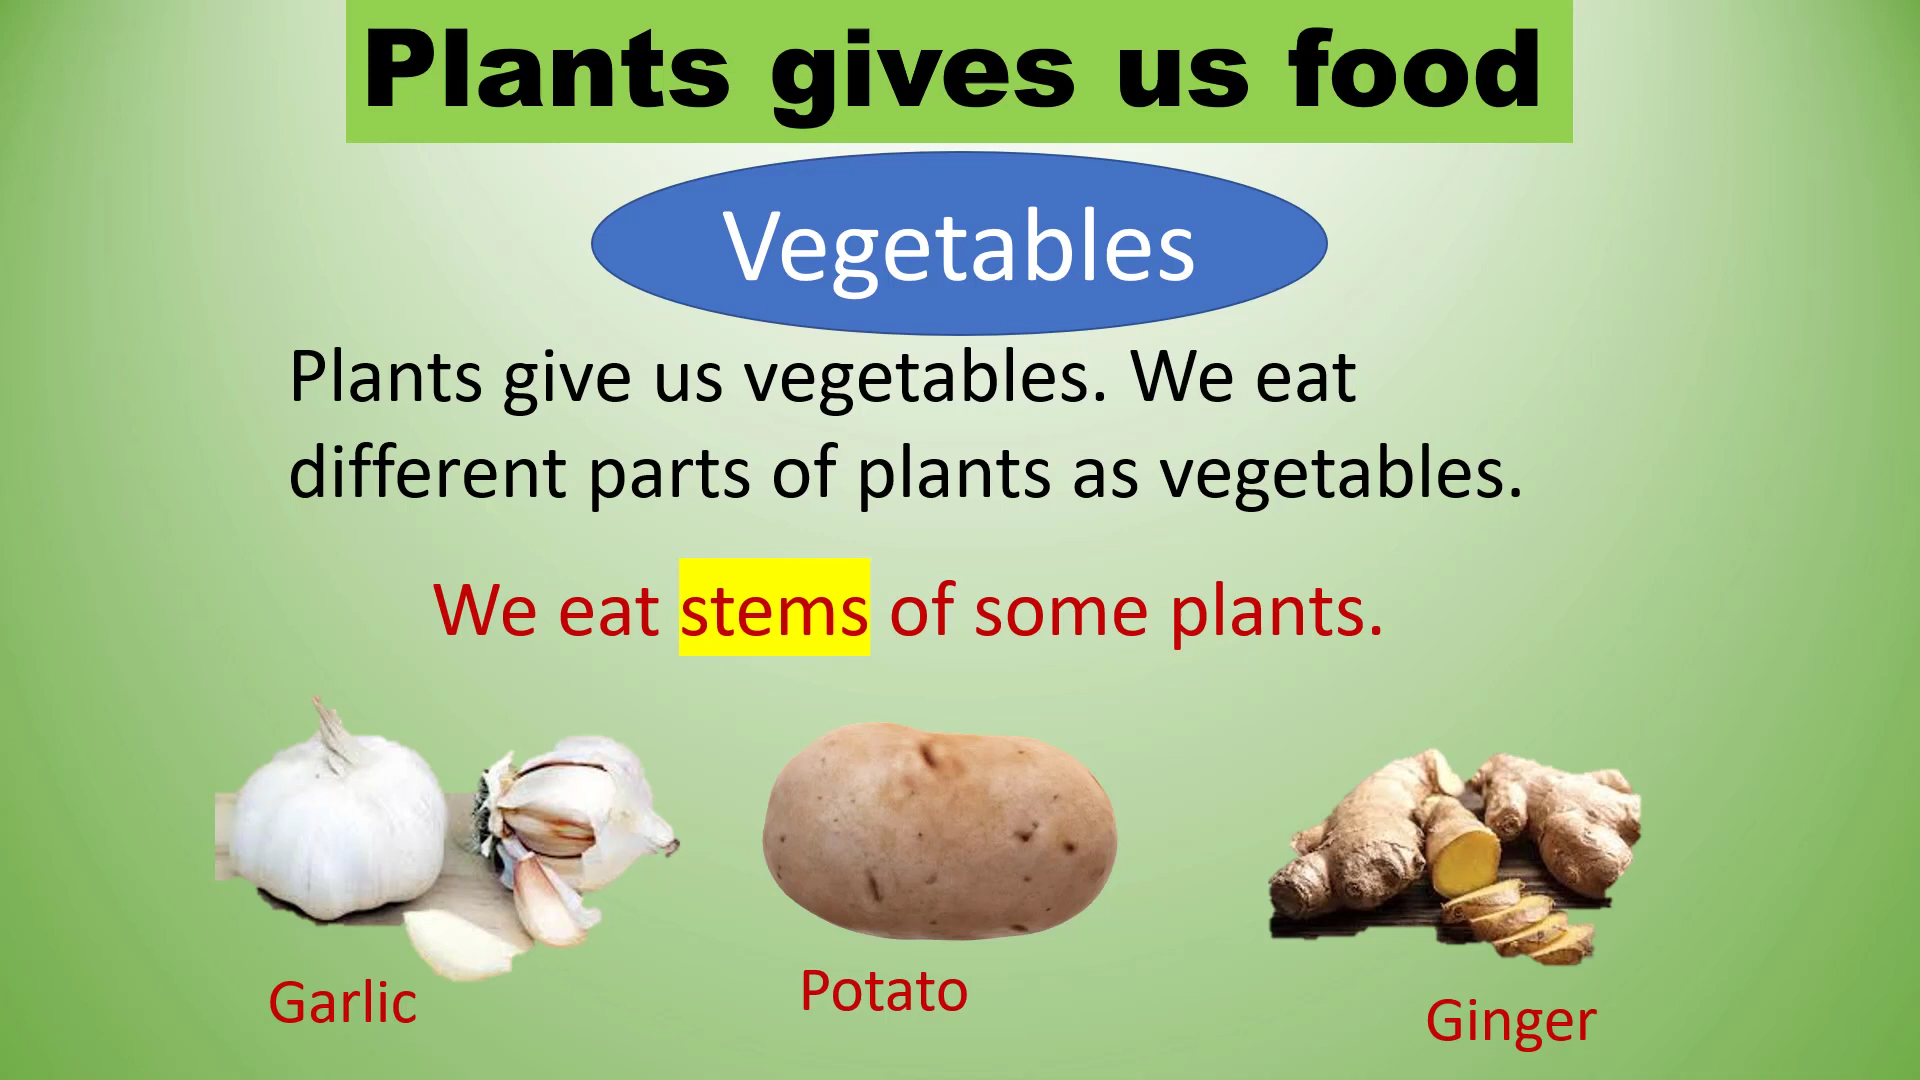 Plants gives us food
Vegetables
Plants give us vegetables. We eat
different parts of plants as vegetables.
We eat stems of some plants.
Garlic
Potato
Ginger